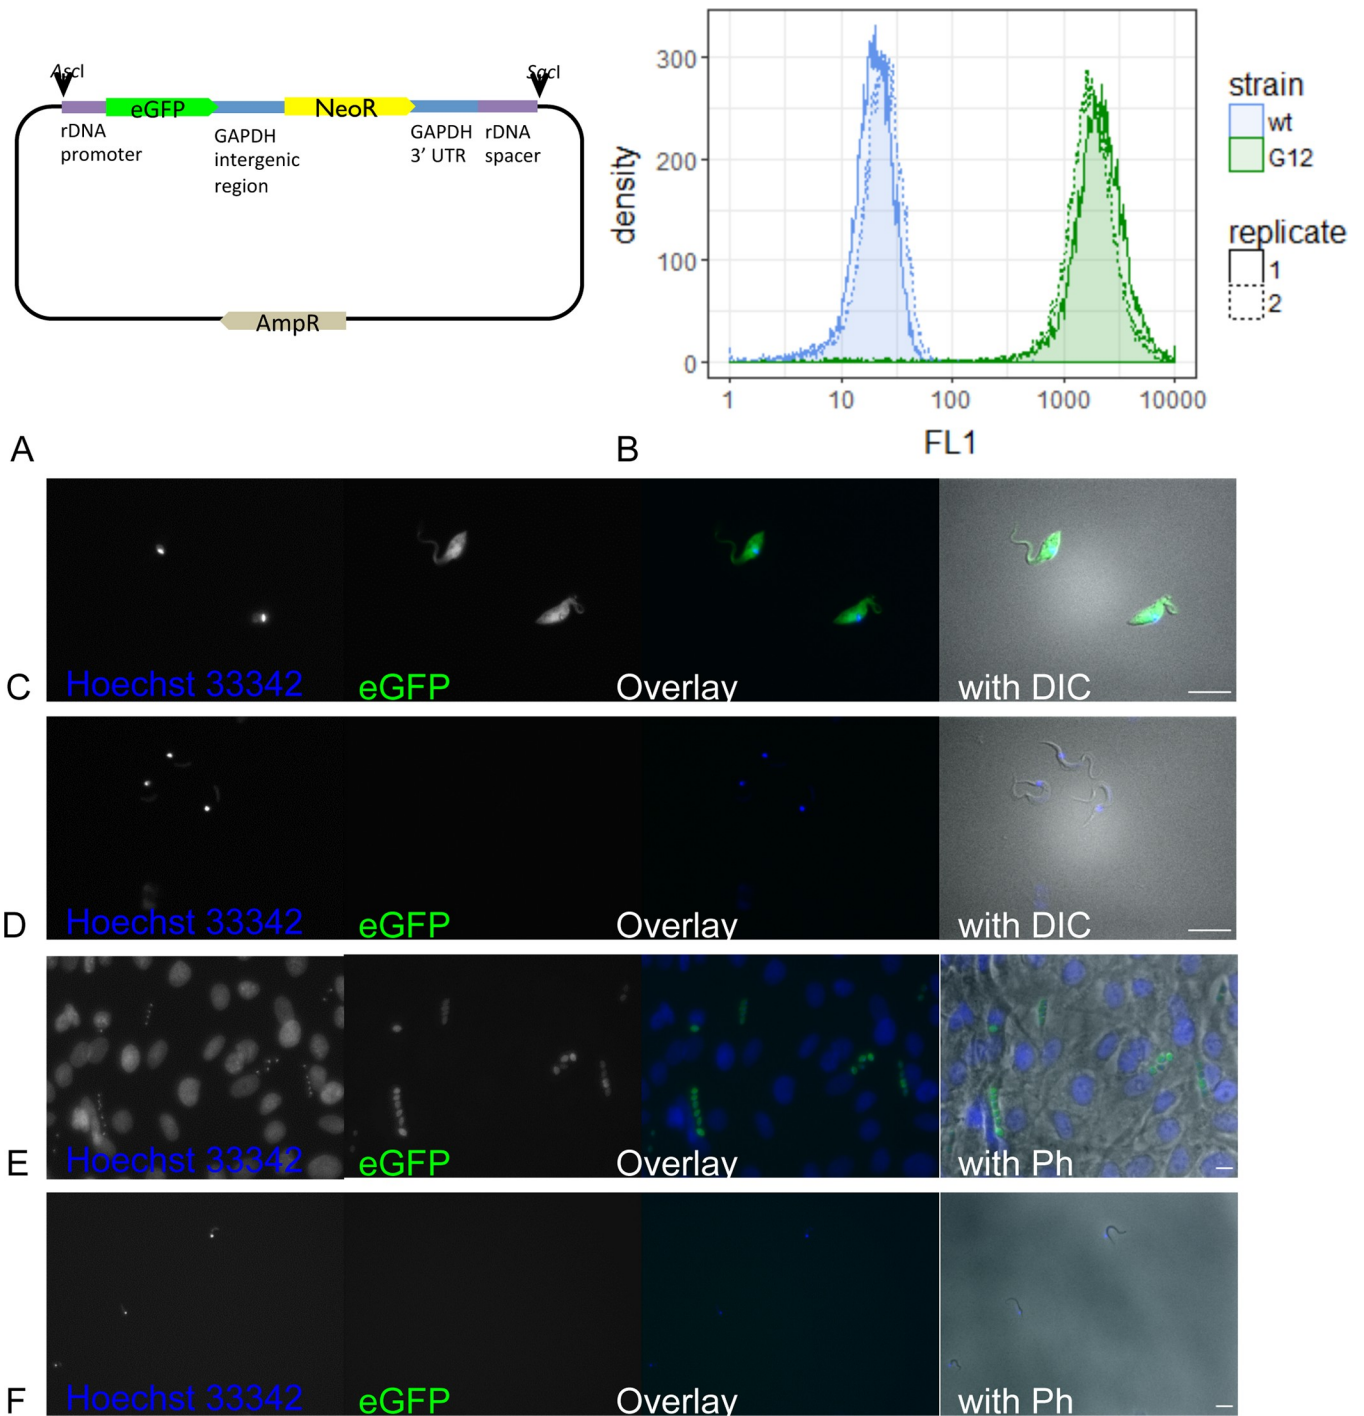 AscI
SacI
eGFP
NeoR
rDNA
promoter
GAPDH
intergenic
region
GAPDH
3’ UTR
rDNA
spacer
AmpR
A
density
300
200
100
0
1
10
100
1000
10000
FL1
strain
wt
G12
replicate
1
2
B
C
Hoechst 33342
eGFP
Overlay
with DIC
D
Hoechst 33342
eGFP
Overlay
with DIC
E
Hoechst 33342
eGFP
Overlay
with Ph
F
Hoechst 33342
eGFP
Overlay
with Ph